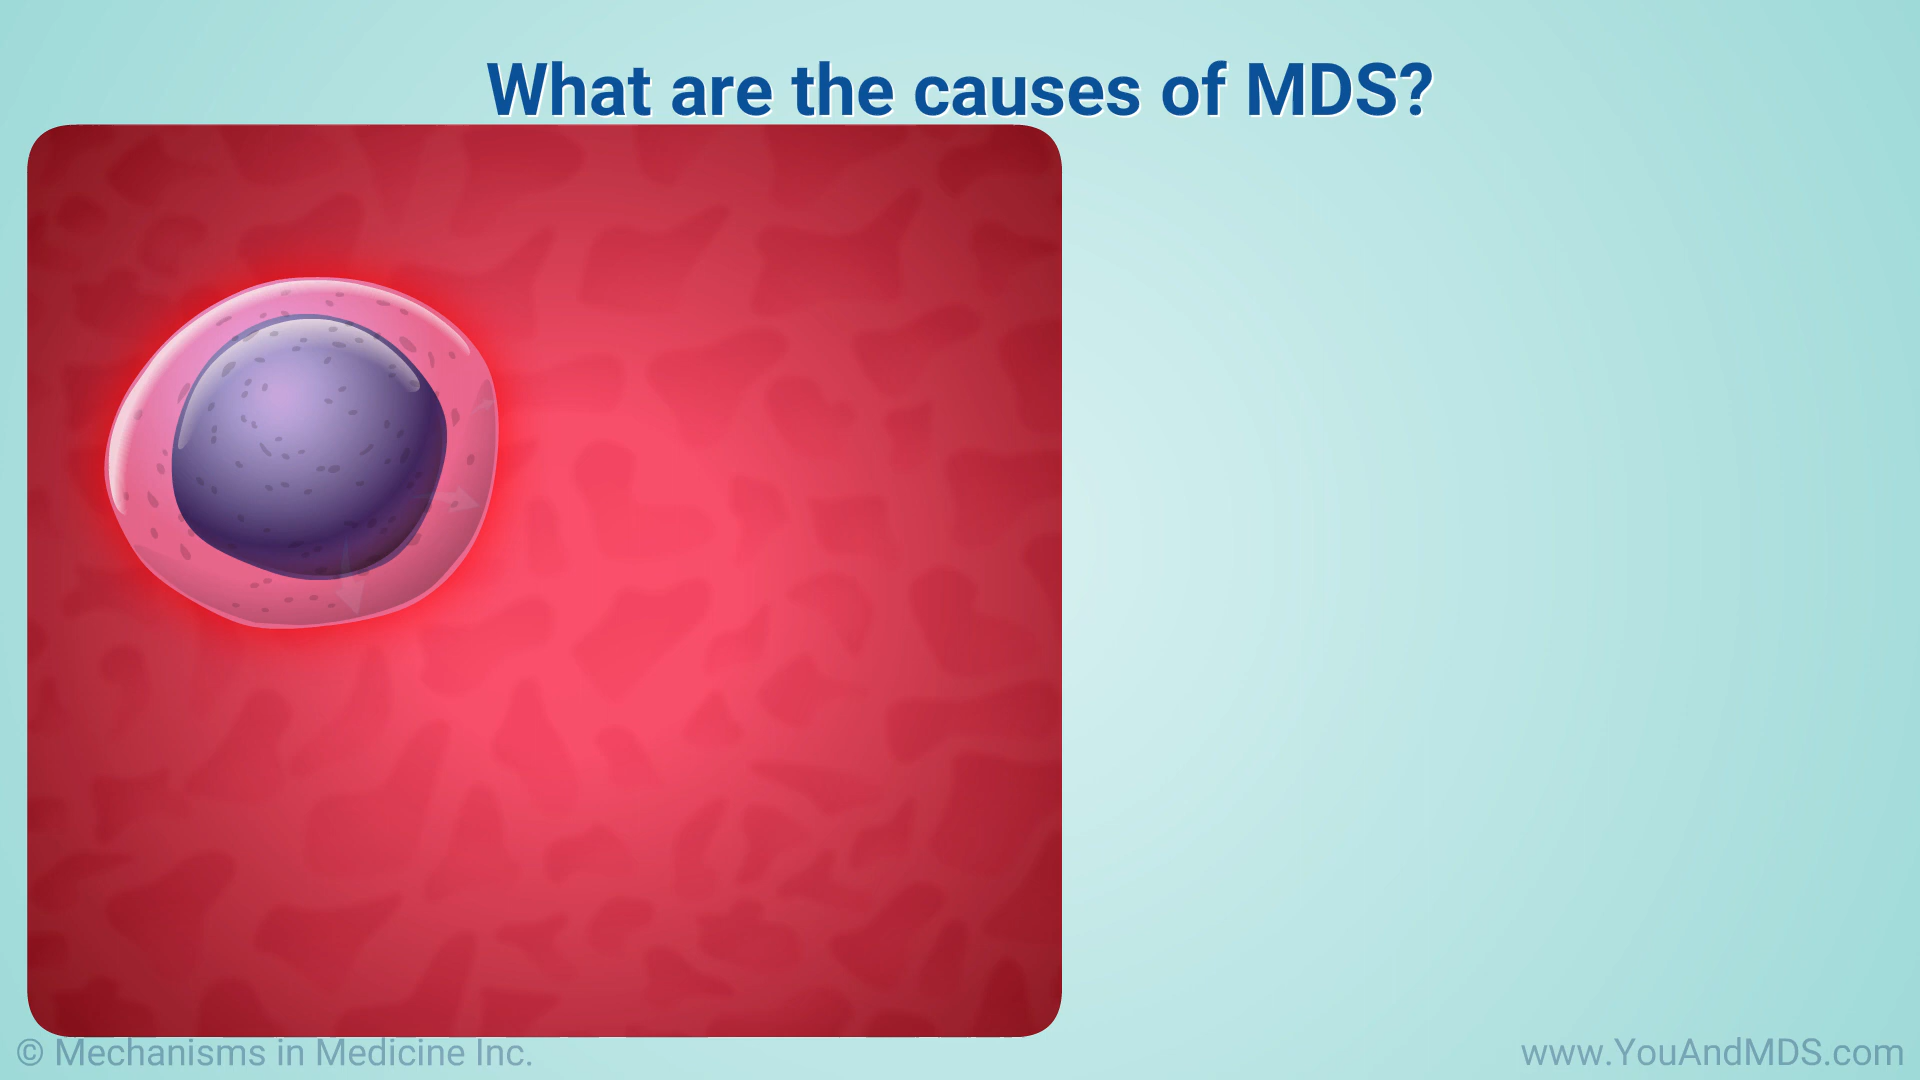 What are the causes of MDS?
© Mechanisms in Medicine Inc.
www.YouAndMDS.com